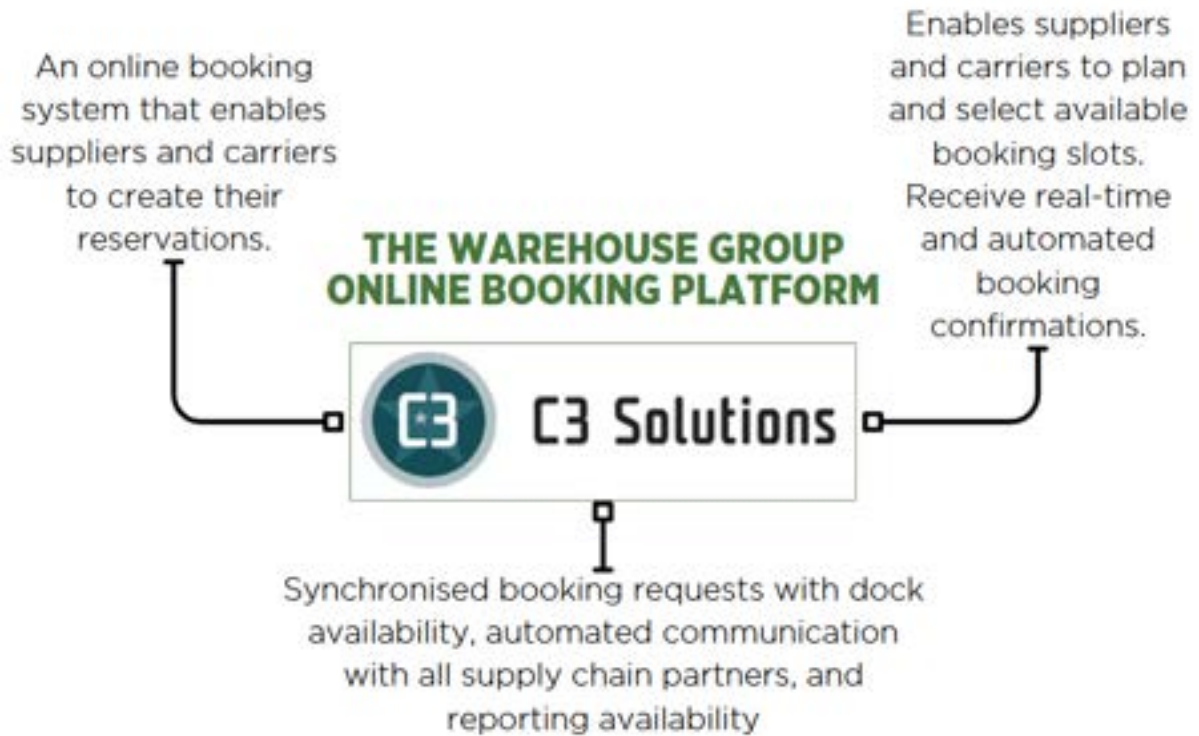 An online booking
system that enables
suppliers and carriers
to create their
reservations.
Enables suppliers
and carriers to plan
and select available
booking slots.
Receive real-time
and automated
booking
confirmations.
THE WAREHOUSE GROUP
ONLINE BOOKING PLATFORM
C3
C3 Solutions
Synchronised booking requests with dock
availability, automated communication
with all supply chain partners, and
reporting availability